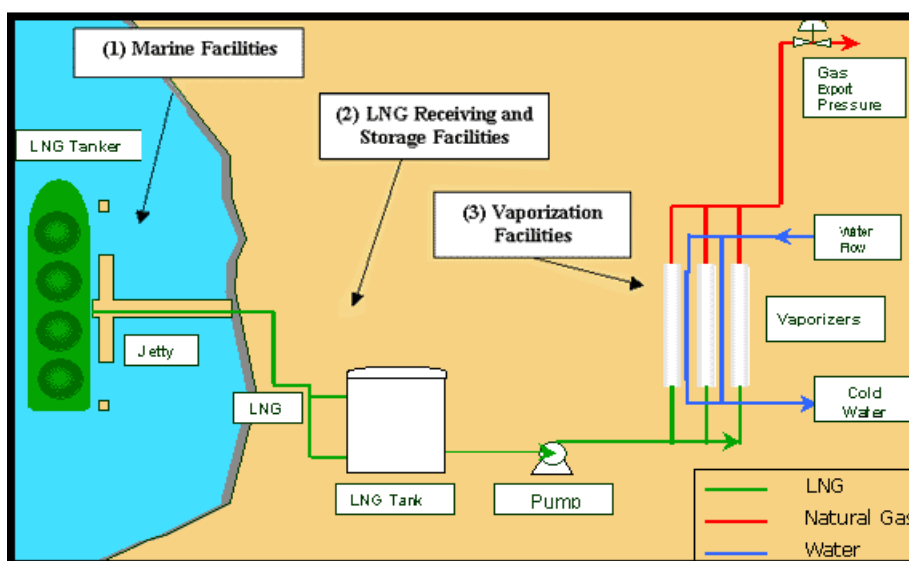 (1) Marine Facilities
LNG Tanker
(2) LNG Receiving and
Storage Facilities
(3) Vaporization
Facilities
Gas
Export
Pressure
Water
Flow
Vaporizers
Cold
Water
Jetty
LNG
LNG Tank
Pump
LNG
Natural Gas
Water